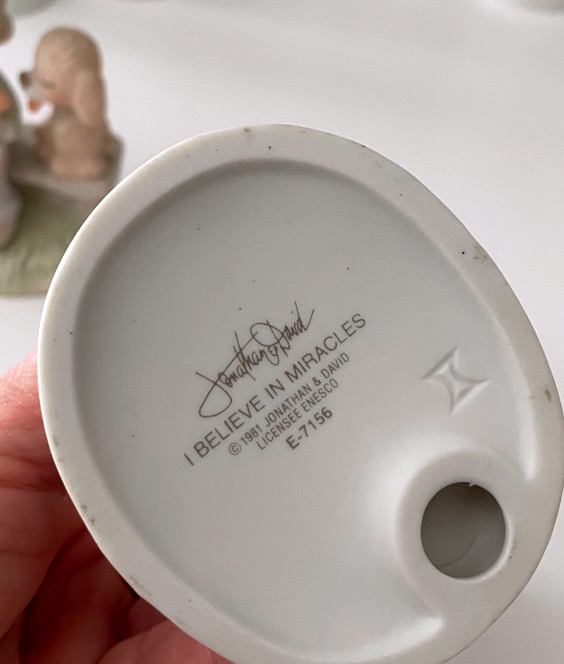 Jonathan & David
I BELIEVE IN MIRACLES
© 1981 JONATHAN & DAVID
LICENSEE ENESCO
E-7156